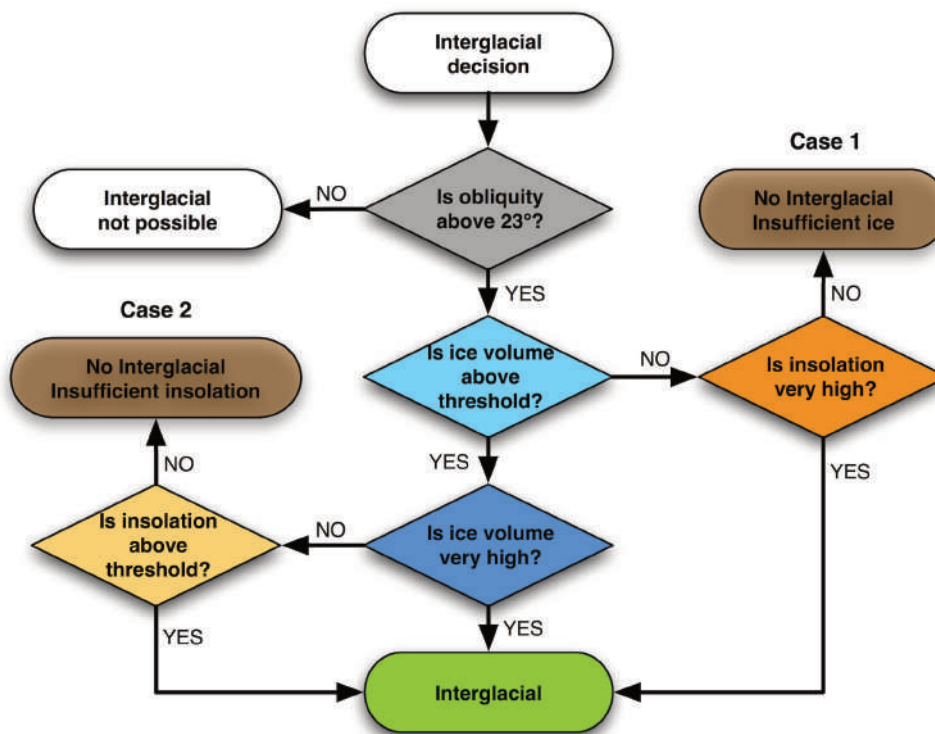 Interglacial
decision
Case 1
Is obliquity
above 23°?
NO
Interglacial
not possible
No Interglacial
Insufficient ice
YES
NO
Case 2
Is ice volume
above
threshold?
NO
Is insolation
very high?
No Interglacial
Insufficient insolation
YES
YES
NO
Is insolation
above
threshold?
NO
Is ice volume
very high?
YES
YES
Interglacial